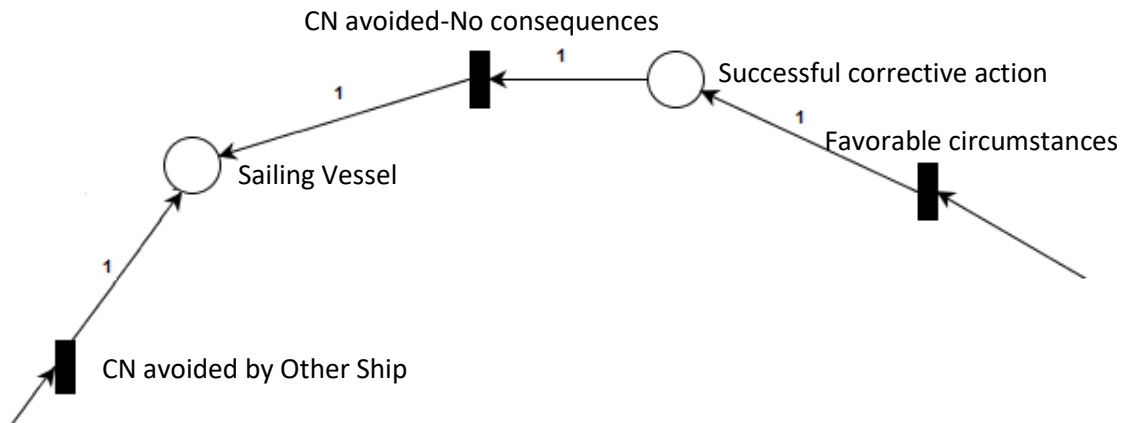 CN avoided-No consequences
1
Successful corrective action
1
1
Favorable circumstances
Sailing Vessel
1
CN avoided by Other Ship